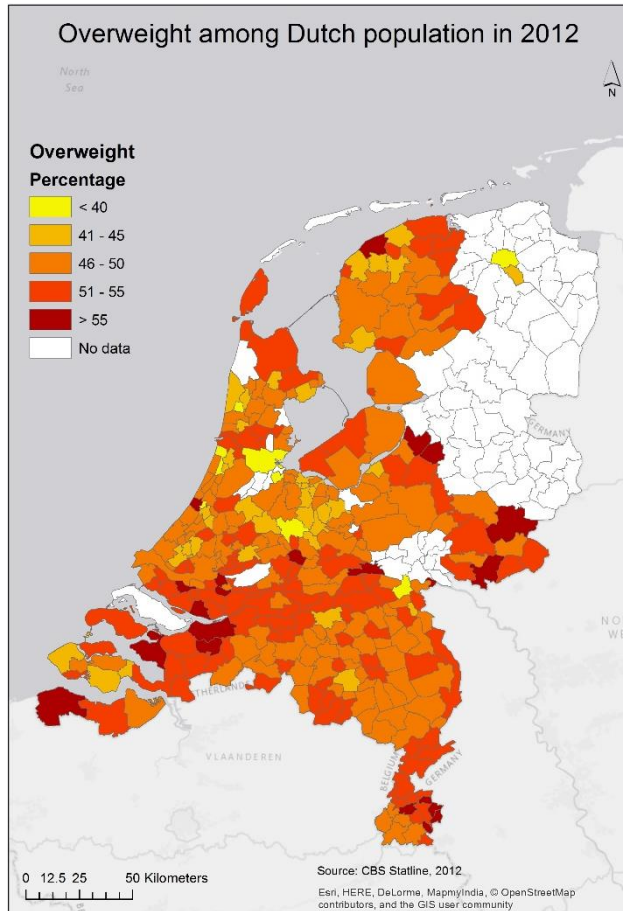 Overweight among Dutch population in 2012
North
Sea
N
Overweight
Percentage
< 40
41 - 45
46 - 50
51 - 55
> 55
No data
GERMANY
VLAANDEREN
BELGIUM
GERMANY
0 12.5 25 50 Kilometers
Source: CBS Statline, 2012
Esri, HERE, DeLorme, MapmyIndia, © OpenStreetMap
contributors, and the GIS user community